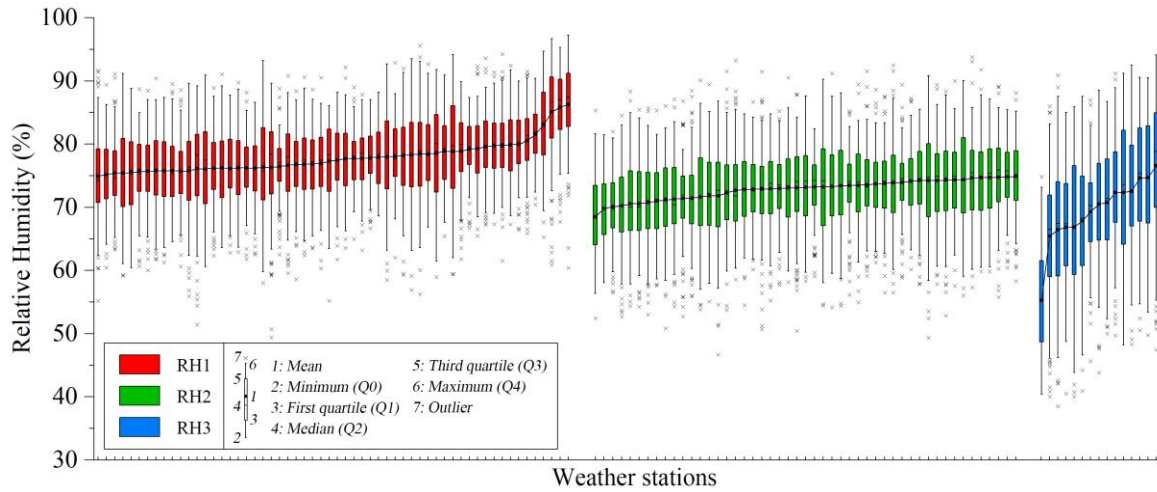 100
90
80
70
60
50
40
30
Relative Humidity (%)
RH1
RH2
RH3
7
6
5
1
4
3
2
1: Mean
2: Minimum (Q0)
3: First quartile (Q1)
4: Median (Q2)
5: Third quartile (Q3)
6: Maximum (Q4)
7: Outlier
Weather stations